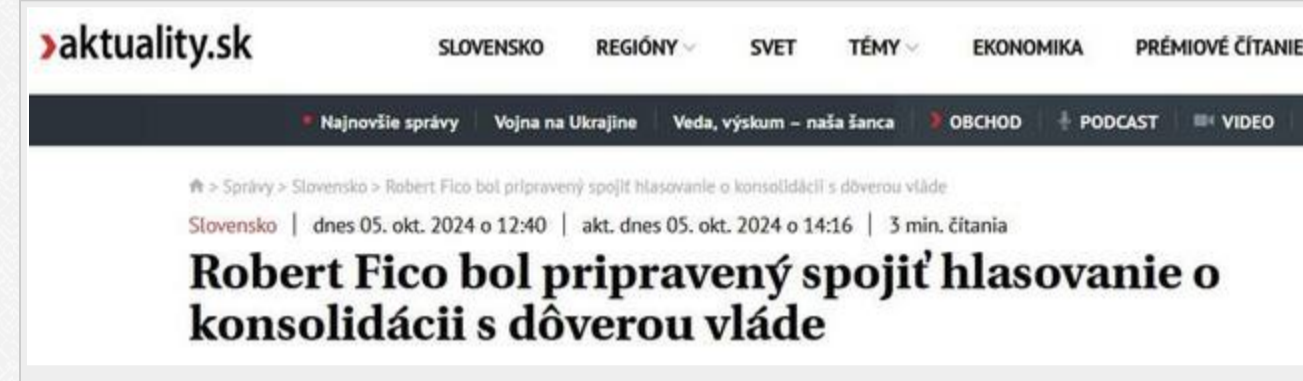 aktuality.sk
SLOVENSKO REGIÓNY SVET TÉMY EKONOMIKA PRÉMIOVÉ ČÍTANIE
Najnovšie správy Vojna na Ukrajine Veda, výskum – naša šanca OBCHOD PODCAST VIDEO
> Správy > Slovensko > Robert Fico bol pripravený spojiť hlasovanie o konsolidácii s dôverou vláde
Slovensko | dnes 05. okt. 2024 o 12:40 | akt. dnes 05. okt. 2024 o 14:16 | 3 min. čítania
Robert Fico bol pripravený spojiť hlasovanie o
konsolidácii s dôverou vláde